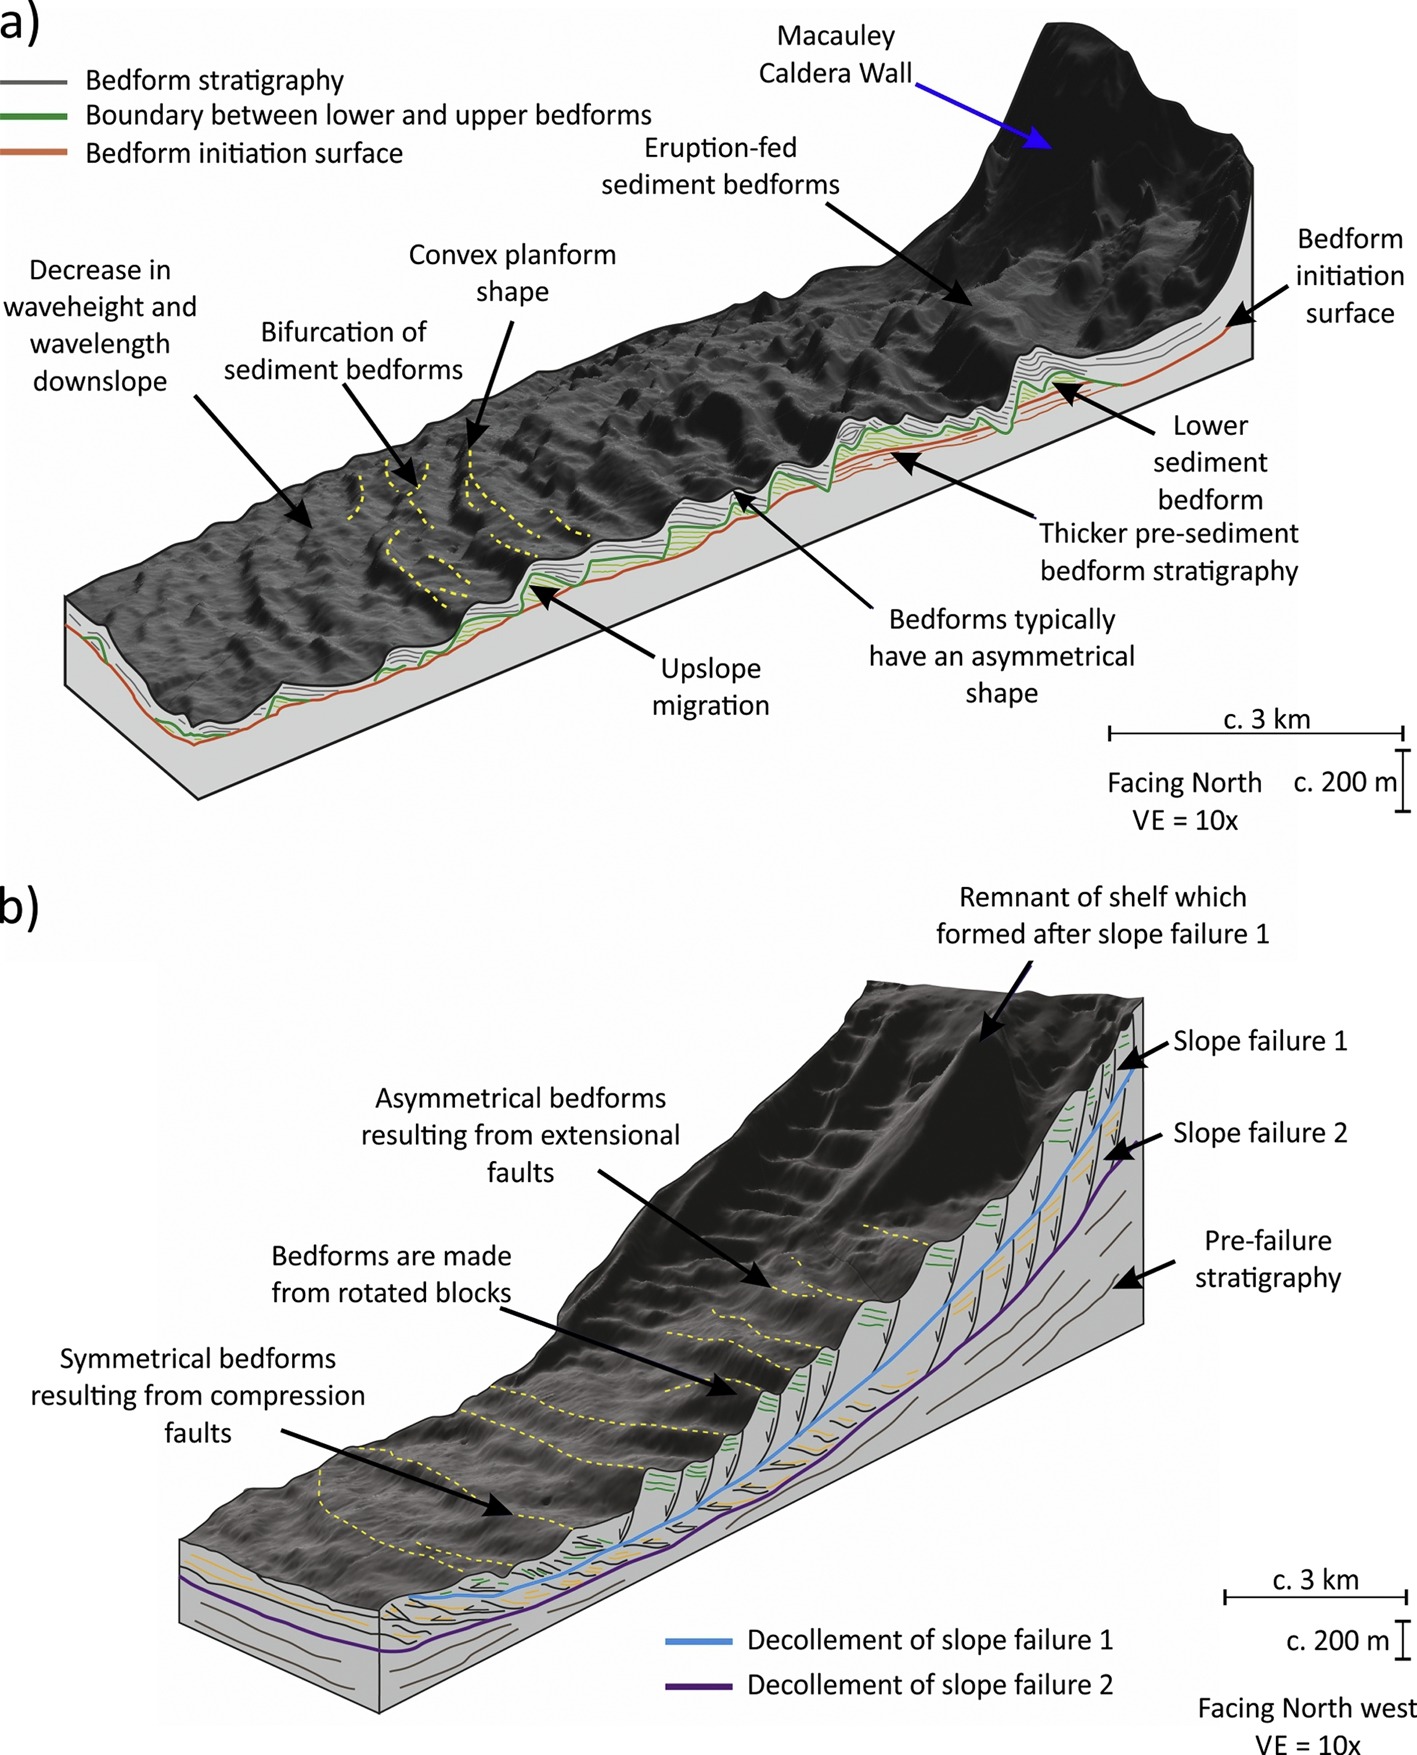 a)
Bedform stratigraphy
Boundary between lower and upper bedforms
Bedform initiation surface
Macauley
Caldera Wall
Eruption-fed
sediment bedforms
Convex planform
shape
Decrease in
waveheight and
wavelength
downslope
Bifurcation of
sediment bedforms
Bedform
initiation
surface
Lower
sediment
bedform
Thicker pre-sediment
bedform stratigraphy
Bedforms typically
have an asymmetrical
shape
Upslope
migration
c. 3 km
Facing North
VE = 10x
c. 200 m
b)
Remnant of shelf which
formed after slope failure 1
Slope failure 1
Slope failure 2
Asymmetrical bedforms
resulting from extensional
faults
Pre-failure
stratigraphy
Bedforms are made
from rotated blocks
Symmetrical bedforms
resulting from compression
faults
c. 3 km
c. 200 m
Decollement of slope failure 1
Decollement of slope failure 2
Facing North west
VE = 10x